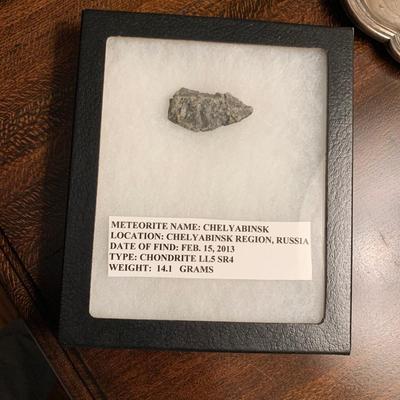 METEORITE NAME: CHELYABINSK
LOCATION: CHELYABINSK REGION, RUSSIA
DATE OF FIND: FEB. 15, 2013
TYPE: CHONDRITE LL5 SR4
WEIGHT: 14.1 GRAMS